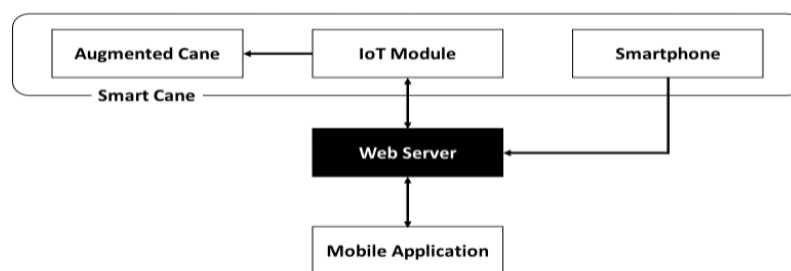 Augmented Cane
IoT Module
Smartphone
Smart Cane
Web Server
Mobile Application